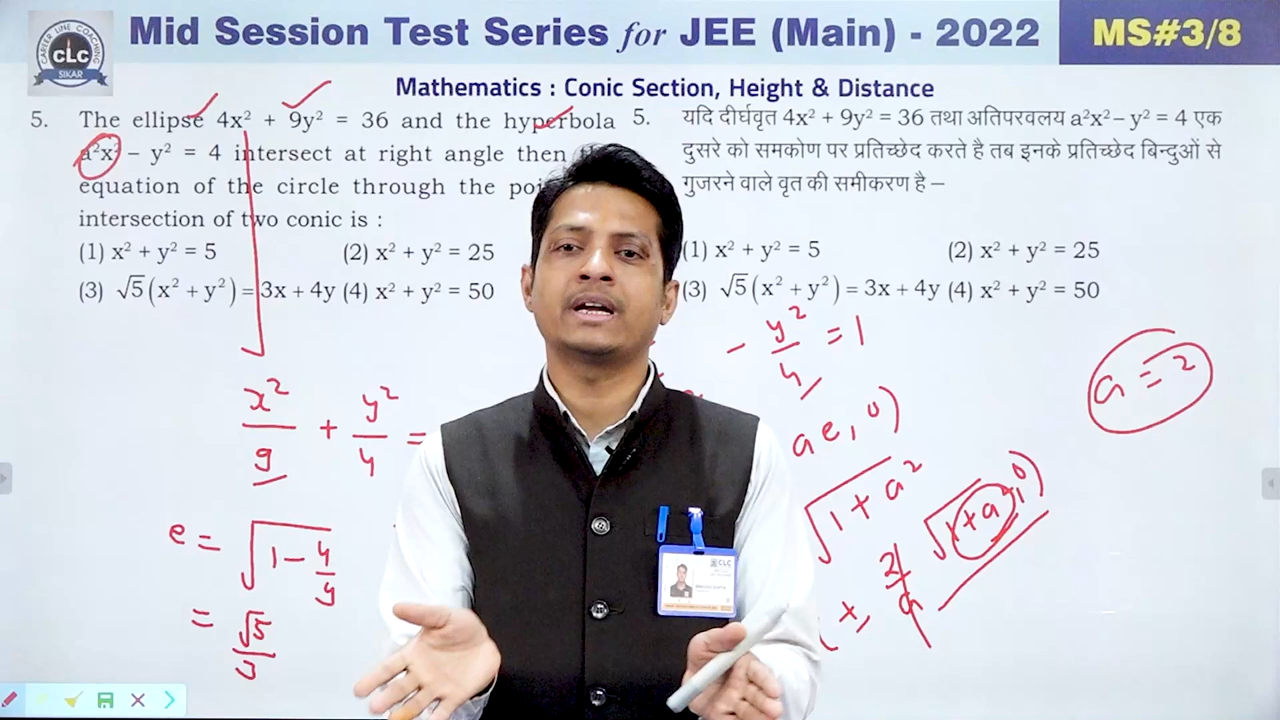 CAREER LINE COACHING
CLC
SIKAR
Mid Session Test Series for JEE (Main) - 2022
MS#3/8
Mathematics : Conic Section, Height & Distance
5. The ellipse 4x² + 9y² = 36 and the hyperbola
a²x² – y² = 4 intersect at right angle then
equation of the circle through the
intersection of two conic is :
(1) x² + y² = 5 (2) x² + y² = 25
(3) √5(x² + y²) = 3x + 4y (4) x² + y² = 50
5. यदि दीर्घवृत 4x² + 9y² = 36 तथा अतिपरवलय a²x² – y² = 4 एक
दुसरे को समकोण पर प्रतिच्छेद करते है तब इनके प्रतिच्छेद बिन्दुओं से
गुजरने वाले वृत की समीकरण है –
(1) x² + y² = 5 (2) x² + y² = 25
(3) √5(x² + y²) = 3x + 4y (4) x² + y² = 50
x²/9 + y²/4 =
e = √1 – 4/9
= √5/3
– y²/4 = 1
ae, 0)
√1 + a²
(± 2/a √1 + a², 0)
a = 2
CLC